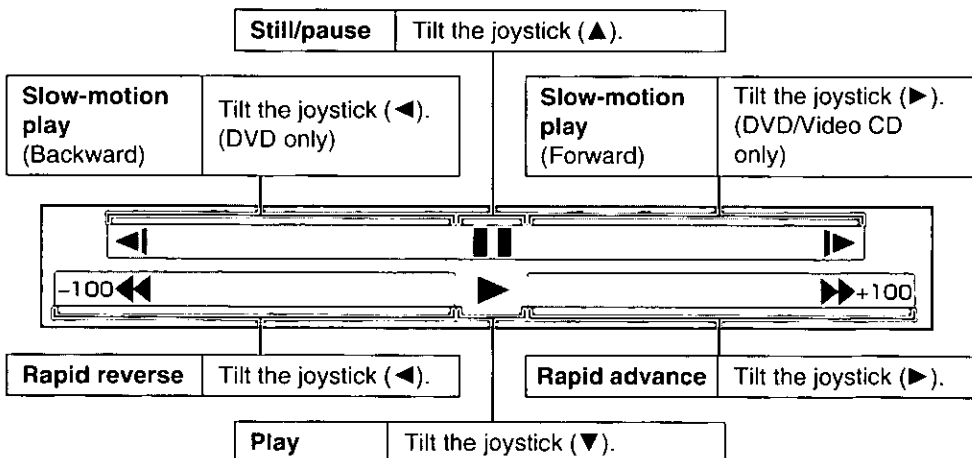 Still/pause Tilt the joystick (▲).
Slow-motion play (Backward)
Tilt the joystick (◀). (DVD only)
Slow-motion play (Forward)
Tilt the joystick (▶). (DVD/Video CD only)
–100
+100
Rapid reverse Tilt the joystick (◀).
Rapid advance Tilt the joystick (▶).
Play Tilt the joystick (▼).